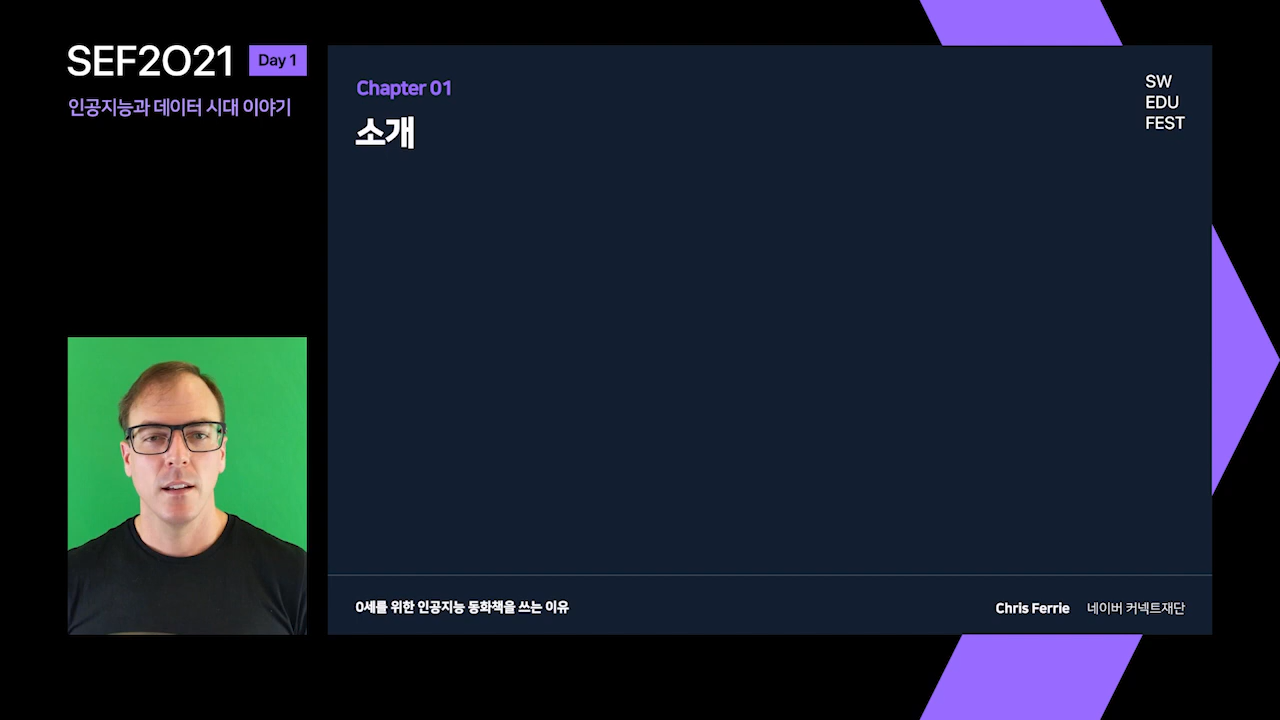 SEF2021 Day 1
인공지능과 데이터 시대 이야기
Chapter 01
소개
SW
EDU
FEST
0세를 위한 인공지능 동화책을 쓰는 이유
Chris Ferrie 네이버 커넥트재단